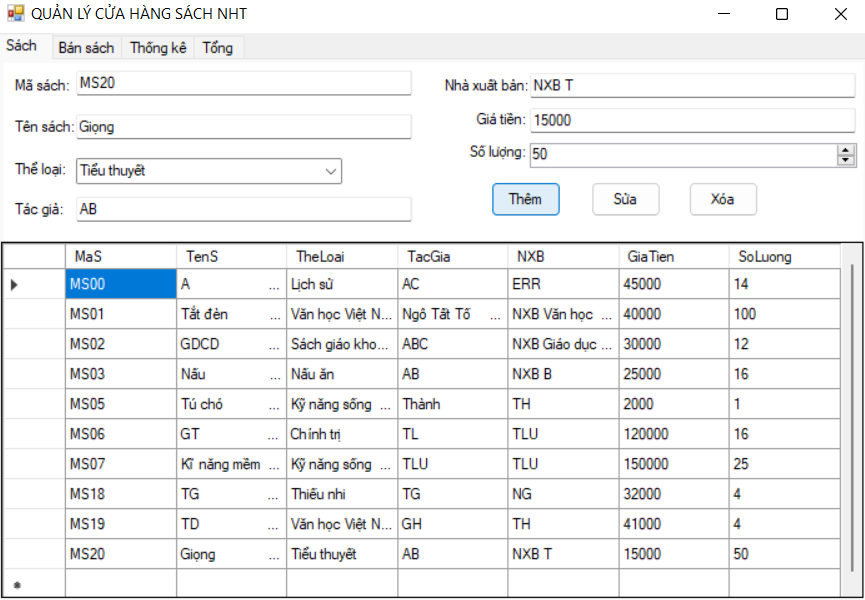 QUẢN LÝ CỬA HÀNG SÁCH NHT
Sách Bán sách Thống kê Tổng
Mã sách: MS20 Nhà xuất bản: NXB T
Tên sách: Giọng Giá tiền: 15000
Thể loại: Tiểu thuyết Số lượng: 50
Tác giả: AB Thêm Sửa Xóa
MaS TenS TheLoai TacGia NXB GiaTien SoLuong
MS00 A ... Lịch sử AC ERR 45000 14
MS01 Tắt đèn ... Văn học Việt N... Ngô Tất Tố ... NXB Văn học ... 40000 100
MS02 GDCD ... Sách giáo kho... ABC NXB Giáo dục ... 30000 12
MS03 Nấu ... Nấu ăn AB NXB B 25000 16
MS05 Tú chó ... Kỹ năng sống ... Thành TH 2000 1
MS06 GT ... Chính trị TL TLU 120000 16
MS07 Kĩ năng mềm ... Kỹ năng sống ... TLU TLU 150000 25
MS18 TG ... Thiếu nhi TG NG 32000 4
MS19 TD ... Văn học Việt N... GH TH 41000 4
MS20 Giọng ... Tiểu thuyết AB NXB T 15000 50